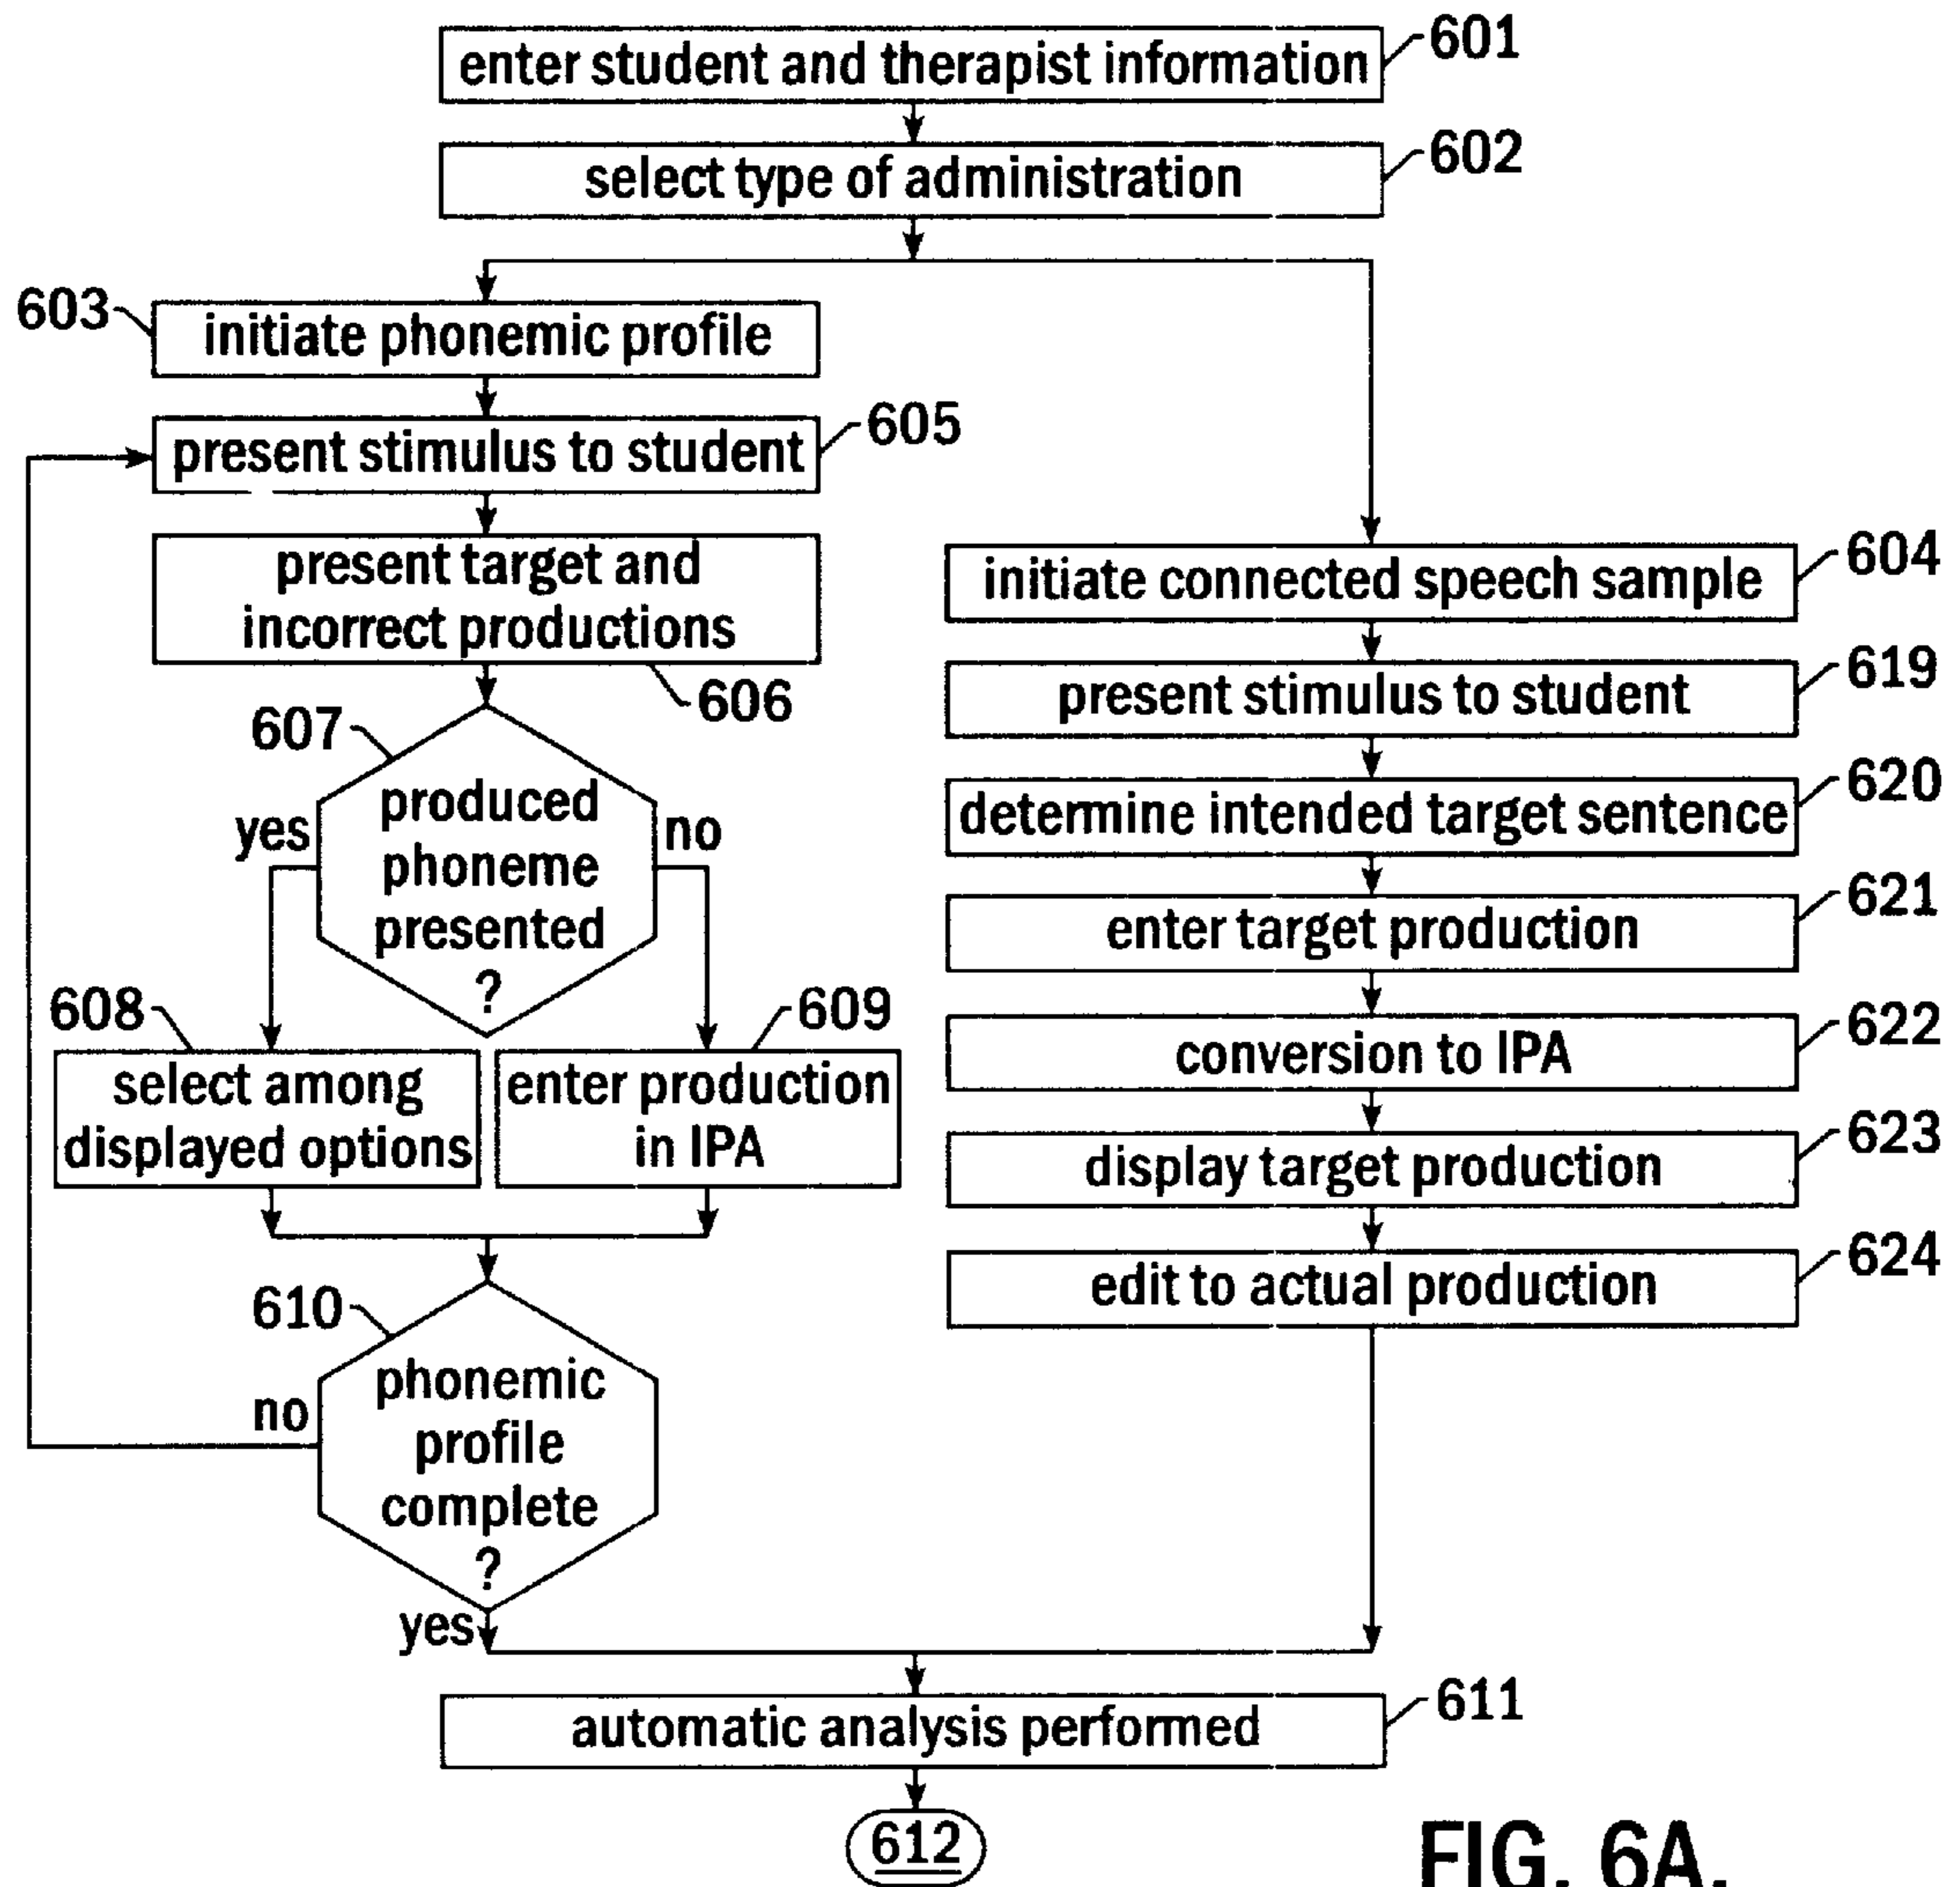 enter student and therapist information
601
select type of administration
602
603
initiate phonemic profile
present stimulus to student
605
present target and
incorrect productions
606
607
produced
phoneme
presented
?
yes
no
608
select among
displayed options
609
enter production
in IPA
610
phonemic
profile
complete
?
no
yes
initiate connected speech sample
604
present stimulus to student
619
determine intended target sentence
620
enter target production
621
conversion to IPA
622
display target production
623
edit to actual production
624
automatic analysis performed
611
612
FIG. 6A.